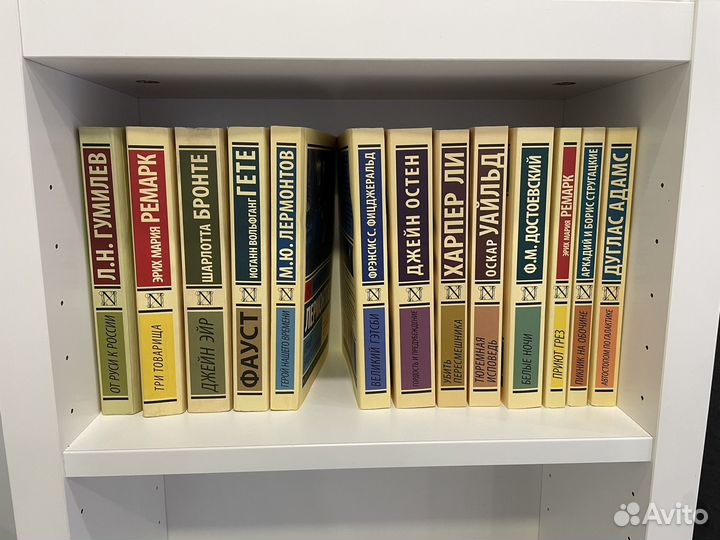 Л.Н. ГУМИЛЕВ
ОТ РУСИ К РОССИИ
ЭРИХ МАРИЯ РЕМАРК
ТРИ ТОВАРИЩА
ШАРЛОТТА БРОНТЕ
ДЖЕЙН ЭЙР
ИОГАНН ВОЛЬФГАНГ ГЕТЕ
ФАУСТ
М.Ю. ЛЕРМОНТОВ
ГЕРОЙ НАШЕГО ВРЕМЕНИ
ФРЭНСИС С. ФИЦДЖЕРАЛЬД
ВЕЛИКИЙ ГЭТСБИ
ДЖЕЙН ОСТЕН
ГОРДОСТЬ И ПРЕДУБЕЖДЕНИЕ
ХАРПЕР ЛИ
УБИТЬ
ПЕРЕСМЕШНИКА
ОСКАР УАЙЛЬД
ТЮРЕМНАЯ
ИСПОВЕДЬ
Ф.М. ДОСТОЕВСКИЙ
БЕЛЫЕ НОЧИ
ЭРИХ МАРИЯ РЕМАРК
ПРИЮТ ГРЕЗ
АРКАДИЙ И БОРИС СТРУГАЦКИЕ
ПИКНИК НА ОБОЧИНЕ
ДУГЛАС АДАМС
АВТОСТОПОМ ПО ГАЛАКТИКЕ
Avito